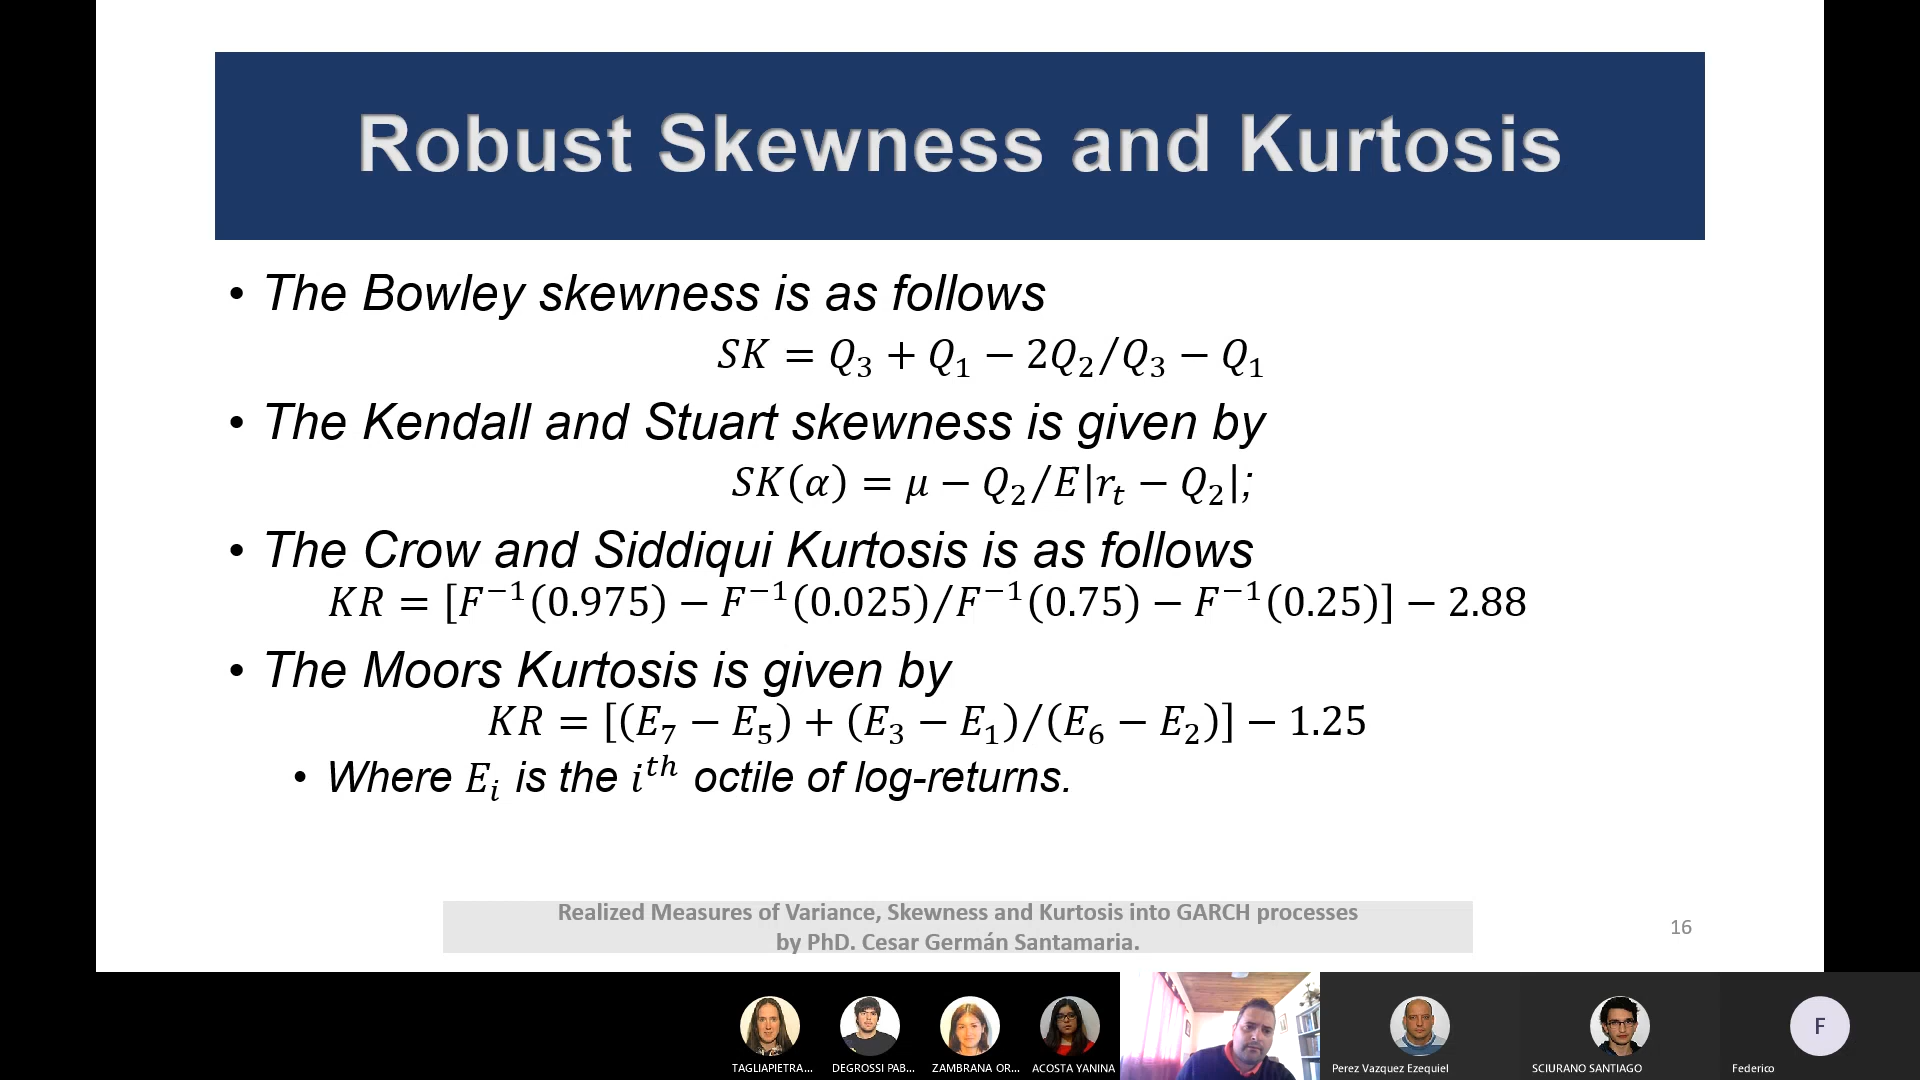 Robust Skewness and Kurtosis
• The Bowley skewness is as follows
SK = Q₃ + Q₁ − 2Q₂/Q₃ − Q₁
• The Kendall and Stuart skewness is given by
SK(α) = μ − Q₂/E|rₜ − Q₂|;
• The Crow and Siddiqui Kurtosis is as follows
KR = [F⁻¹(0.975) − F⁻¹(0.025)/F⁻¹(0.75) − F⁻¹(0.25)] − 2.88
• The Moors Kurtosis is given by
KR = [(E₇ − E₅) + (E₃ − E₁)/(E₆ − E₂)] − 1.25
• Where Eᵢ is the iᵗʰ octile of log-returns.
Realized Measures of Variance, Skewness and Kurtosis into GARCH processes
by PhD. Cesar Germán Santamaria.
16
F
TAGLIAPIETRA... DEGROSSI PAB... ZAMBRANA OR... ACOSTA YANINA Perez Vazquez Ezequiel SCIURANO SANTIAGO Federico